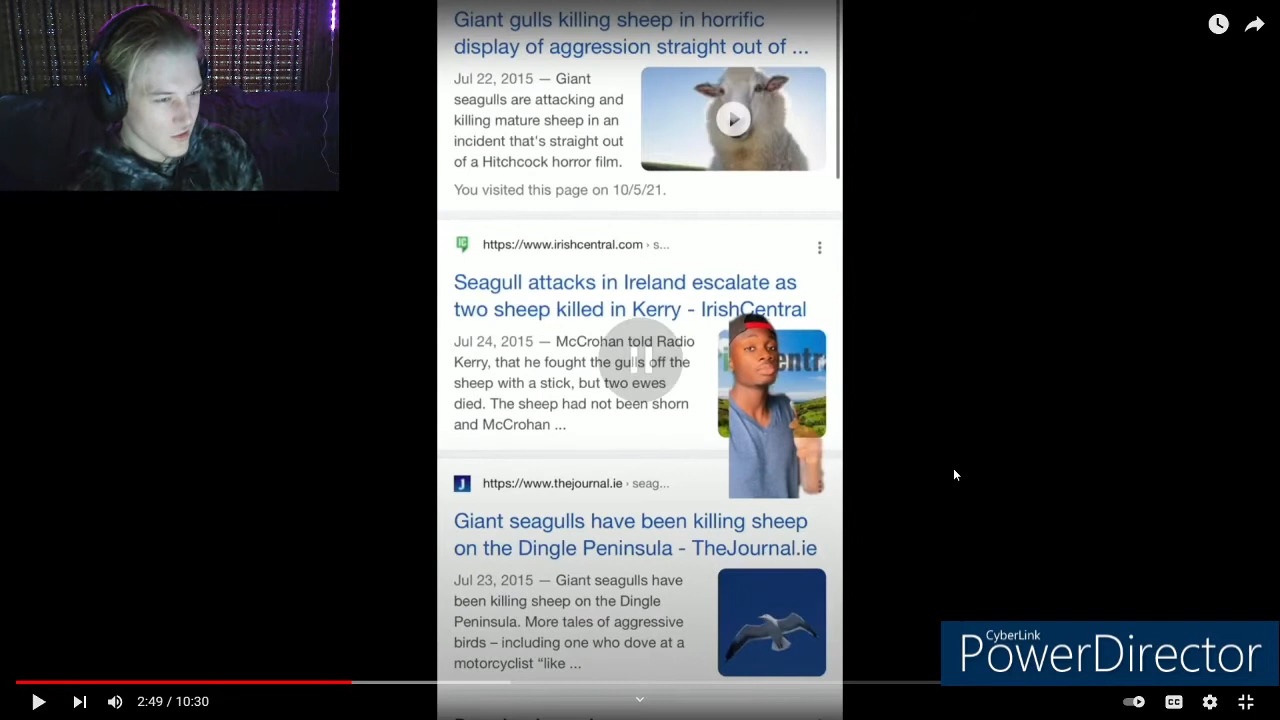 Giant gulls killing sheep in horrific
display of aggression straight out of ...
Jul 22, 2015 — Giant
seagulls are attacking and
killing mature sheep in an
incident that's straight out
of a Hitchcock horror film.
You visited this page on 10/5/21.
https://www.irishcentral.com › s...
Seagull attacks in Ireland escalate as
two sheep killed in Kerry - IrishCentral
Jul 24, 2015 — McCrohan told Radio
Kerry, that he fought the gulls off the
sheep with a stick, but two ewes
died. The sheep had not been shorn
and McCrohan ...
https://www.thejournal.ie › seag...
Giant seagulls have been killing sheep
on the Dingle Peninsula - TheJournal.ie
Jul 23, 2015 — Giant seagulls have
been killing sheep on the Dingle
Peninsula. More tales of aggressive
birds – including one who dove at a
motorcyclist “like ...
CyberLink
PowerDirector
2:49 / 10:30
CC